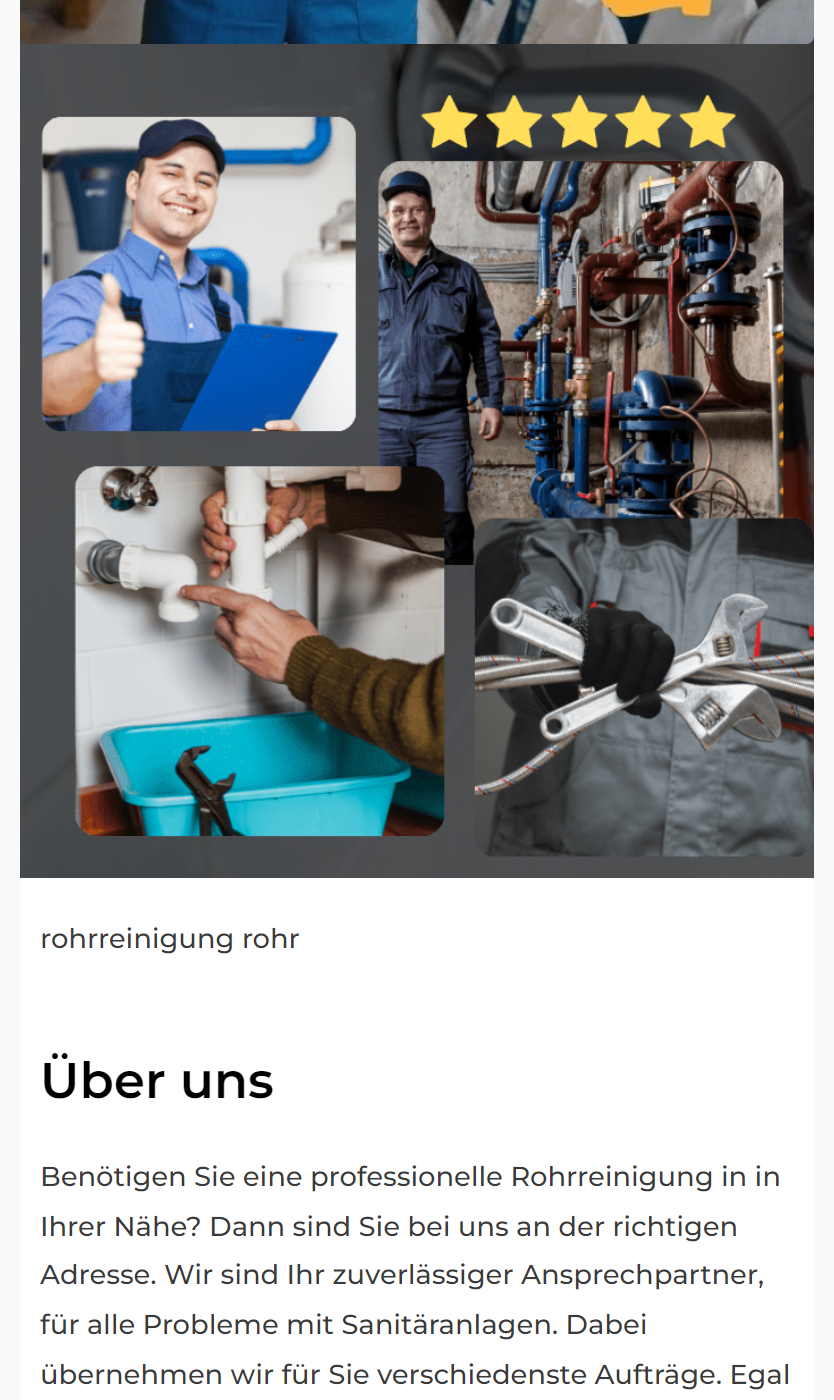 rohrreinigung rohr
Über uns
Benötigen Sie eine professionelle Rohrreinigung in in
Ihrer Nähe? Dann sind Sie bei uns an der richtigen
Adresse. Wir sind Ihr zuverlässiger Ansprechpartner,
für alle Probleme mit Sanitäranlagen. Dabei
übernehmen wir für Sie verschiedenste Aufträge. Egal